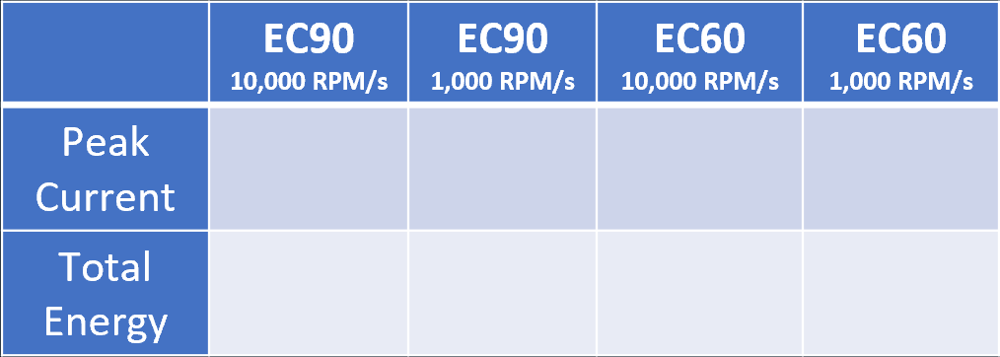 EC90 EC90 EC60 EC60
10,000 RPM/s 1,000 RPM/s 10,000 RPM/s 1,000 RPM/s
Peak
Current
Total
Energy